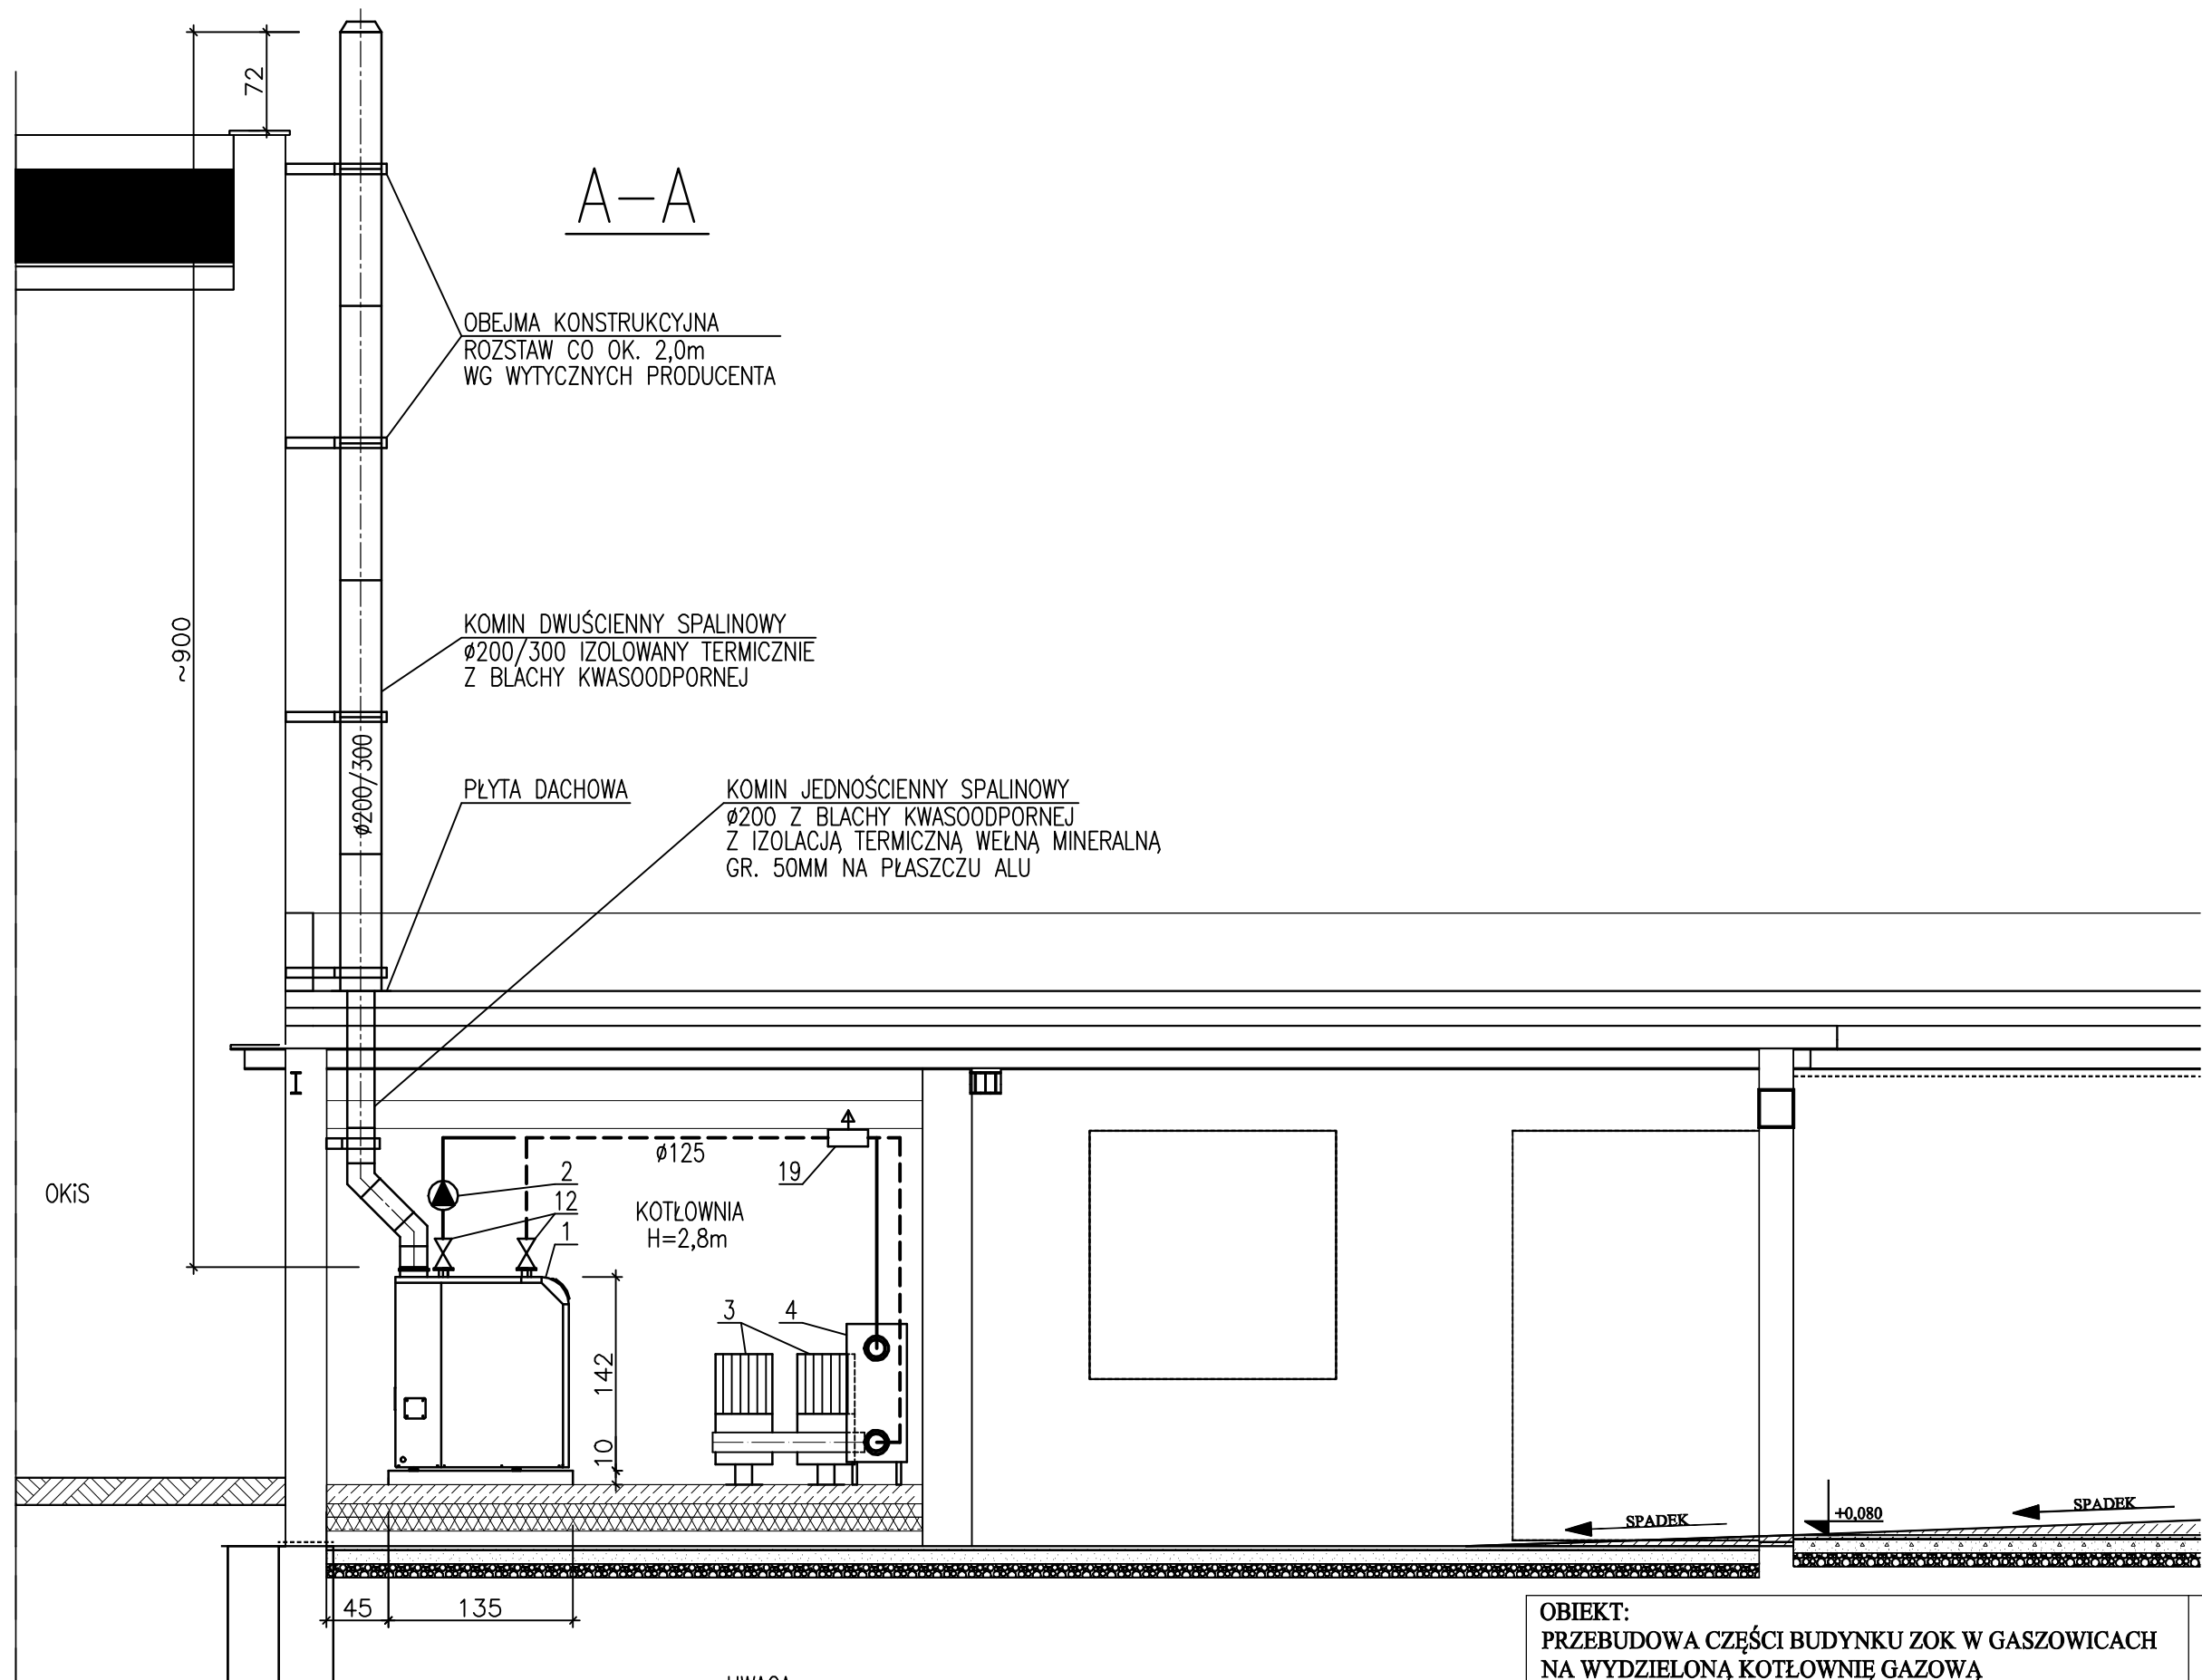 72
A—A
OBEJMA KONSTRUKCYJNA
ROZSTAW CO OK. 2,0m
WG WYTYCZNYCH PRODUCENTA
~900
KOMIN DWUŚCIENNY SPALINOWY
ø200/300 IZOLOWANY TERMICZNIE
Z BLACHY KWASOODPORNEJ
ø200/300
PŁYTA DACHOWA
KOMIN JEDNOŚCIENNY SPALINOWY
ø200 Z BLACHY KWASOODPORNEJ
Z IZOLACJĄ TERMICZNĄ WEŁNĄ MINERALNĄ
GR. 50MM NA PŁASZCZU ALU
ø125
2
19
12
1
OKiS
KOTŁOWNIA
H=2,8m
3
4
142
10
SPADEK
+0,080
SPADEK
45
135
OBIEKT:
PRZEBUDOWA CZĘŚCI BUDYNKU ZOK W GASZOWICACH
NA WYDZIELONĄ KOTŁOWNIĘ GAZOWĄ